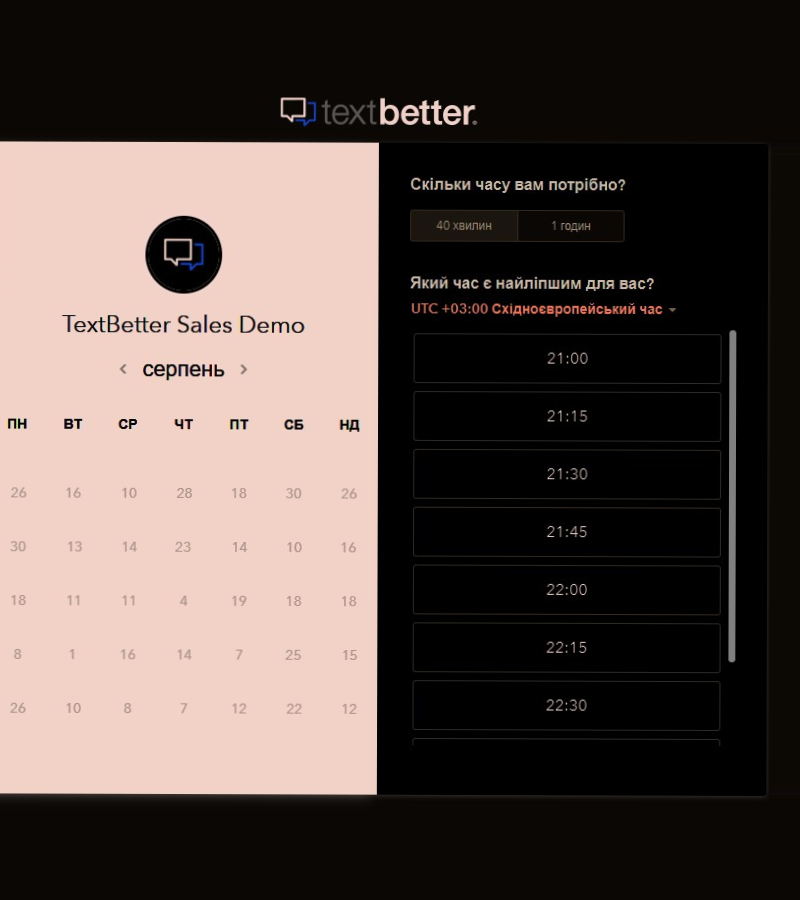 textbetter.
TextBetter Sales Demo
серпень
ПН ВТ СР ЧТ ПТ СБ НД
26 16 10 28 18 30 26
30 13 14 23 14 10 16
18 11 11 4 19 18 18
8 1 16 14 7 25 15
26 10 8 7 12 22 12
Скільки часу вам потрібно?
40 хвилин 1 годин
Який час є найліпшим для вас?
UTC +03:00 Східноєвропейський час
21:00
21:15
21:30
21:45
22:00
22:15
22:30